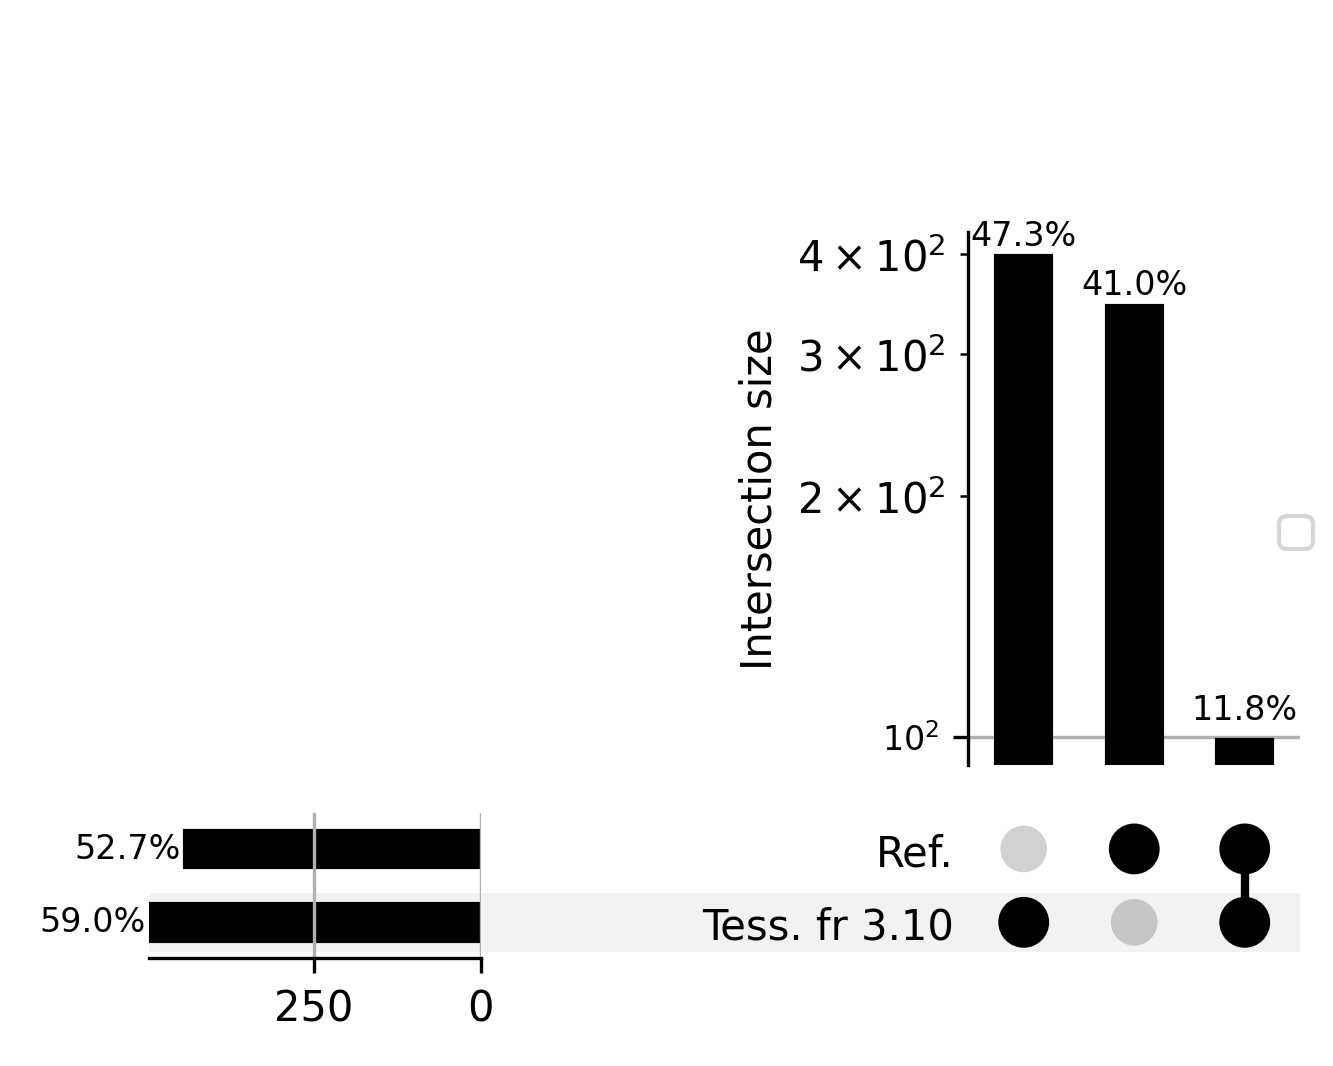 47.3%
4 × 10²
41.0%
3 × 10²
Intersection size
2 × 10²
11.8%
10²
52.7%
Ref.
59.0%
Tess. fr 3.10
250 0